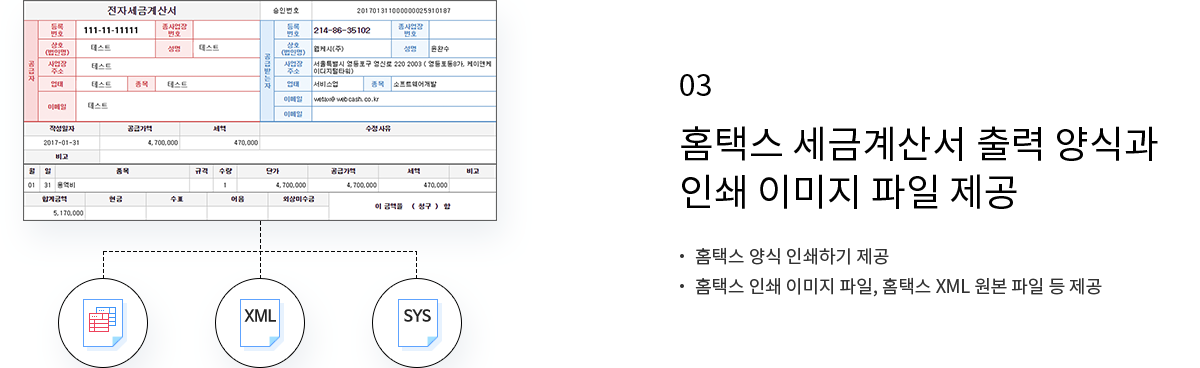 전자세금계산서 승인번호 20170131100000025910187
공급자 등록번호 111-11-11111 종사업장번호
상호(법인명) 테스트 성명 테스트
사업장주소 테스트
업태 테스트 종목 테스트
이메일 테스트
공급받는자 등록번호 214-86-35102 종사업장번호
상호(법인명) 웹케시(주) 성명 윤완수
사업장주소 서울특별시 영등포구 영신로 220 2003 ( 영등포동8가, 케이앤케이디지털타워)
업태 서비스업 종목 소프트웨어개발
이메일 wetax@webcash.co.kr
이메일
작성일자 공급가액 세액 수정사유
2017-01-31 4,700,000 470,000
비고
월 일 종목 규격 수량 단가 공급가액 세액 비고
01 31 용역비 1 4,700,000 4,700,000 470,000
합계금액 현금 수표 어음 외상미수금 이 금액을 ( 청구 ) 함
5,170,000
XML
SYS
03
홈택스 세금계산서 출력 양식과
인쇄 이미지 파일 제공
• 홈택스 양식 인쇄하기 제공
• 홈택스 인쇄 이미지 파일, 홈택스 XML 원본 파일 등 제공